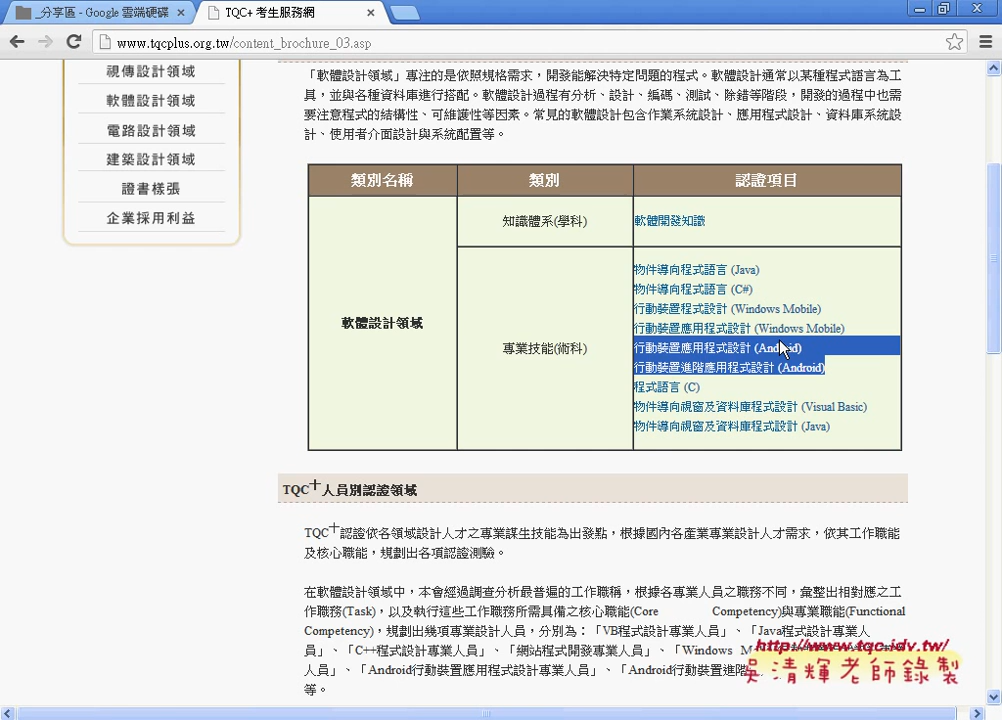 _分享區 - Google 雲端硬碟
TQC+ 考生服務網
www.tqcplus.org.tw/content_brochure_03.asp
視傳設計領域
軟體設計領域
電路設計領域
建築設計領域
證書樣張
企業採用利益
「軟體設計領域」專注的是依照規格需求，開發能解決特定問題的程式。軟體設計通常以某種程式語言為工
具，並與各種資料庫進行搭配。軟體設計過程有分析、設計、編碼、測試、除錯等階段，開發的過程中也需
要注意程式的結構性、可維護性等因素。常見的軟體設計包含作業系統設計、應用程式設計、資料庫系統設
計、使用者介面設計與系統配置等。
類別名稱 類別 認證項目
知識體系(學科) 軟體開發知識
軟體設計領域
專業技能(術科)
物件導向程式語言 (Java)
物件導向程式語言 (C#)
行動裝置程式設計 (Windows Mobile)
行動裝置應用程式設計 (Windows Mobile)
行動裝置應用程式設計 (Android)
行動裝置進階應用程式設計 (Android)
程式語言 (C)
物件導向視窗及資料庫程式設計 (Visual Basic)
物件導向視窗及資料庫程式設計 (Java)
TQC+人員別認證領域
TQC+認證依各領域設計人才之專業謀生技能為出發點，根據國內各產業專業設計人才需求，依其工作職能
及核心職能，規劃出各項認證測驗。
在軟體設計領域中，本會經過調查分析最普遍的工作職稱，根據各專業人員之職務不同，彙整出相對應之工
作職務(Task)，以及執行這些工作職務所需具備之核心職能(Core Competency)與專業職能(Functional
Competency)，規劃出幾項專業設計人員，分別為：「VB程式設計專業人員」、「Java程式設計專業人
員」、「C++程式設計專業人員」、「網站程式開發專業人員」、「Windows M
人員」、「Android行動裝置應用程式設計專業人員」、「Android行動裝置進階
等。
http://www.tqc.idv.tw/
吳清輝老師錄製